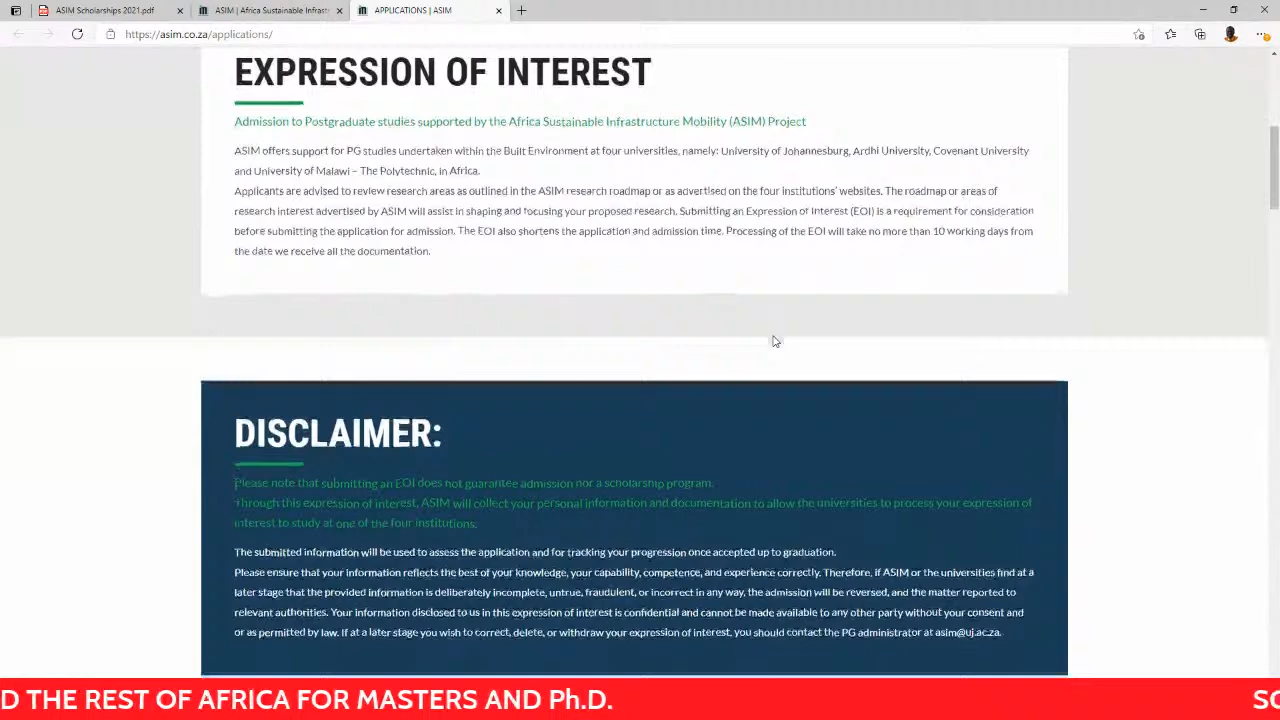 ASIM Scholarships 2021.pdf
ASIM | Africa Sustainable Infrast
APPLICATIONS | ASIM
https://asim.co.za/applications/
EXPRESSION OF INTEREST
Admission to Postgraduate studies supported by the Africa Sustainable Infrastructure Mobility (ASIM) Project
ASIM offers support for PG studies undertaken within the Built Environment at four universities, namely: University of Johannesburg, Ardhi University, Covenant University
and University of Malawi – The Polytechnic, in Africa.
Applicants are advised to review research areas as outlined in the ASIM research roadmap or as advertised on the four institutions' websites. The roadmap or areas of
research interest advertised by ASIM will assist in shaping and focusing your proposed research. Submitting an Expression of Interest (EOI) is a requirement for consideration
before submitting the application for admission. The EOI also shortens the application and admission time. Processing of the EOI will take no more than 10 working days from
the date we receive all the documentation.
DISCLAIMER:
Please note that submitting an EOI does not guarantee admission nor a scholarship program.
Through this expression of interest, ASIM will collect your personal information and documentation to allow the universities to process your expression of
interest to study at one of the four institutions.
The submitted information will be used to assess the application and for tracking your progression once accepted up to graduation.
Please ensure that your information reflects the best of your knowledge, your capability, competence, and experience correctly. Therefore, if ASIM or the universities find at a
later stage that the provided information is deliberately incomplete, untrue, fraudulent, or incorrect in any way, the admission will be reversed, and the matter reported to
relevant authorities. Your information disclosed to us in this expression of interest is confidential and cannot be made available to any other party without your consent and
or as permitted by law. If at a later stage you wish to correct, delete, or withdraw your expression of interest, you should contact the PG administrator at asim@uj.ac.za.
D THE REST OF AFRICA FOR MASTERS AND Ph.D. SC